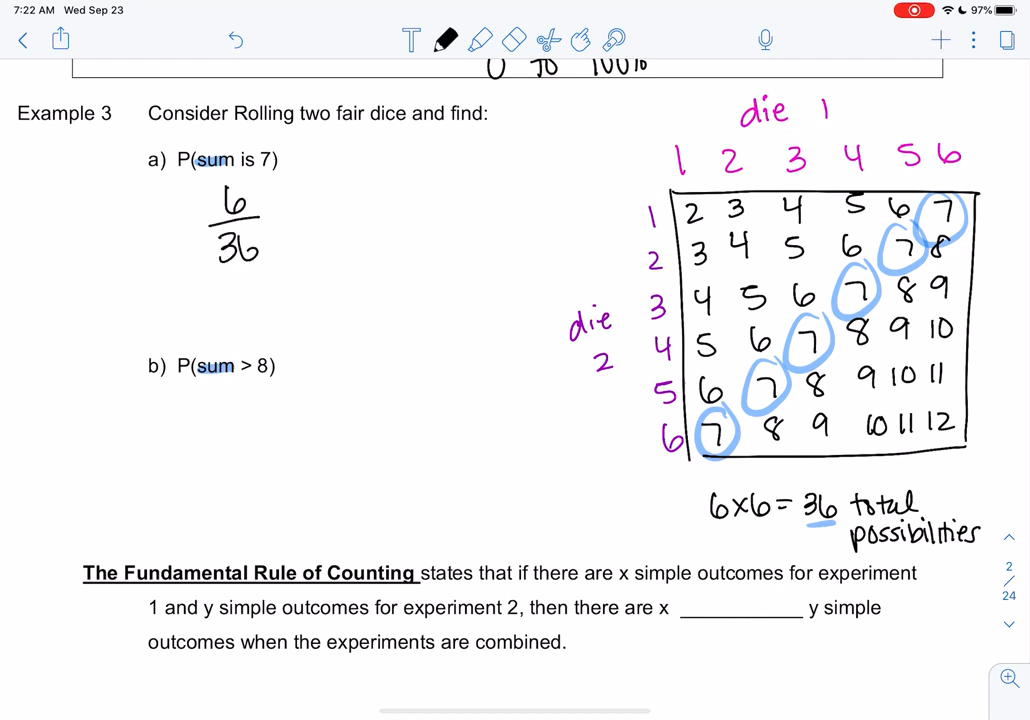 7:22 AM Wed Sep 23
97%
T
0 to 100%
Example 3 Consider Rolling two fair dice and find:
die 1
a) P(sum is 7)
1 2 3 4 5 6
6
36
1 2 3 4 5 6 7
2 3 4 5 6 7 8
3 4 5 6 7 8 9
die
2
4 5 6 7 8 9 10
b) P(sum > 8)
5 6 7 8 9 10 11
6 7 8 9 10 11 12
6x6 = 36 total
possibilities
The Fundamental Rule of Counting states that if there are x simple outcomes for experiment
1 and y simple outcomes for experiment 2, then there are x ____________ y simple
outcomes when the experiments are combined.
2
/
24